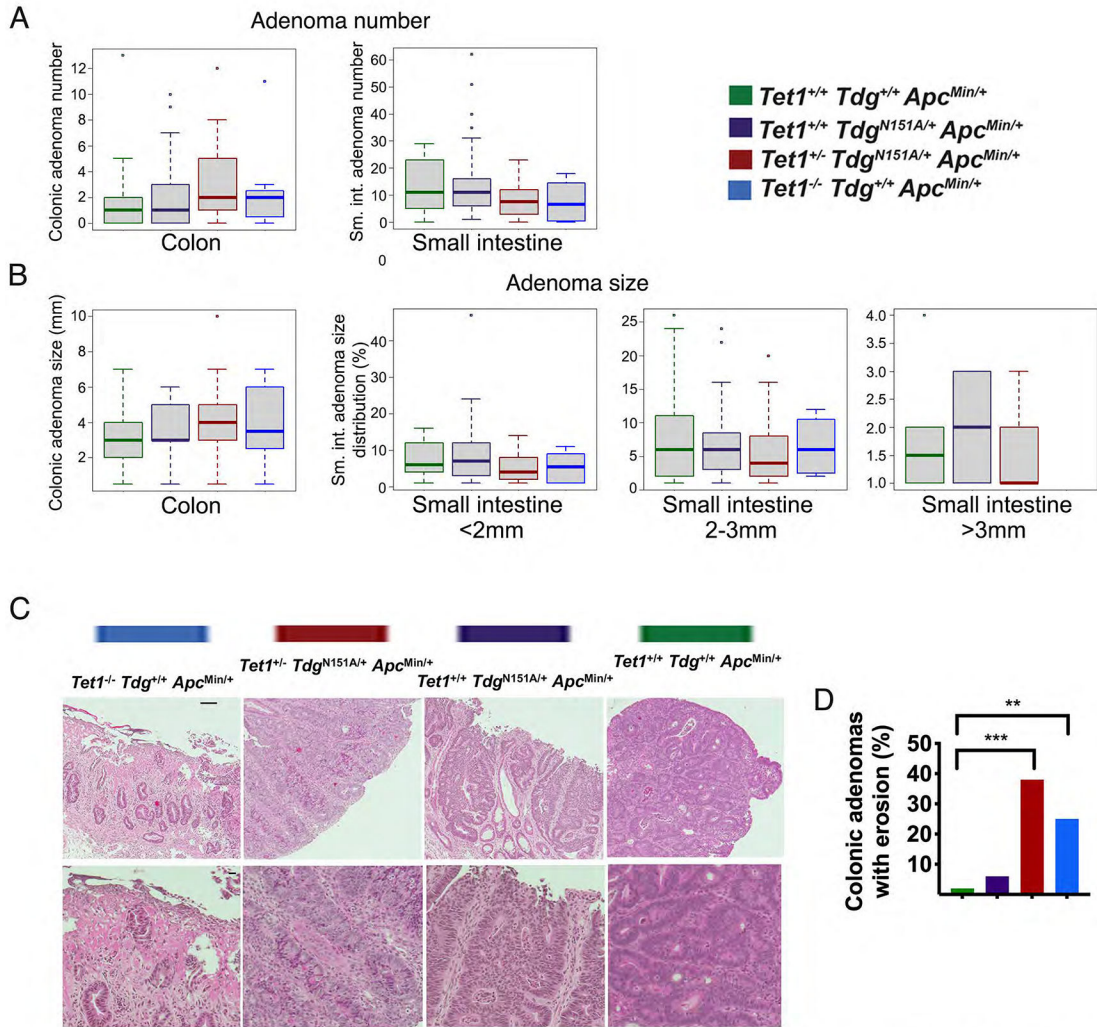 A
Adenoma number
Colonic adenoma number
12
10
8
6
4
2
0
Colon
Sm. int. adenoma number
60
50
40
30
20
10
0
0
Small intestine
Tet1+/+ Tdg+/+ ApcMin/+
Tet1+/+ TdgN151A/+ ApcMin/+
Tet1+/- TdgN151A/+ ApcMin/+
Tet1-/- Tdg+/+ ApcMin/+
B
Adenoma size
Colonic adenoma size (mm)
10
8
6
4
2
Colon
Sm. int. adenoma size
distribution (%)
40
30
20
10
0
Small intestine
<2mm
25
20
15
10
5
0
Small intestine
2-3mm
4.0
3.5
3.0
2.5
2.0
1.5
1.0
Small intestine
>3mm
C
Tet1-/- Tdg+/+ ApcMin/+
Tet1+/- TdgN151A/+ ApcMin/+
Tet1+/+ TdgN151A/+ ApcMin/+
Tet1+/+ Tdg+/+ ApcMin/+
D
Colonic adenomas
with erosion (%)
50
40
30
20
10
**
***